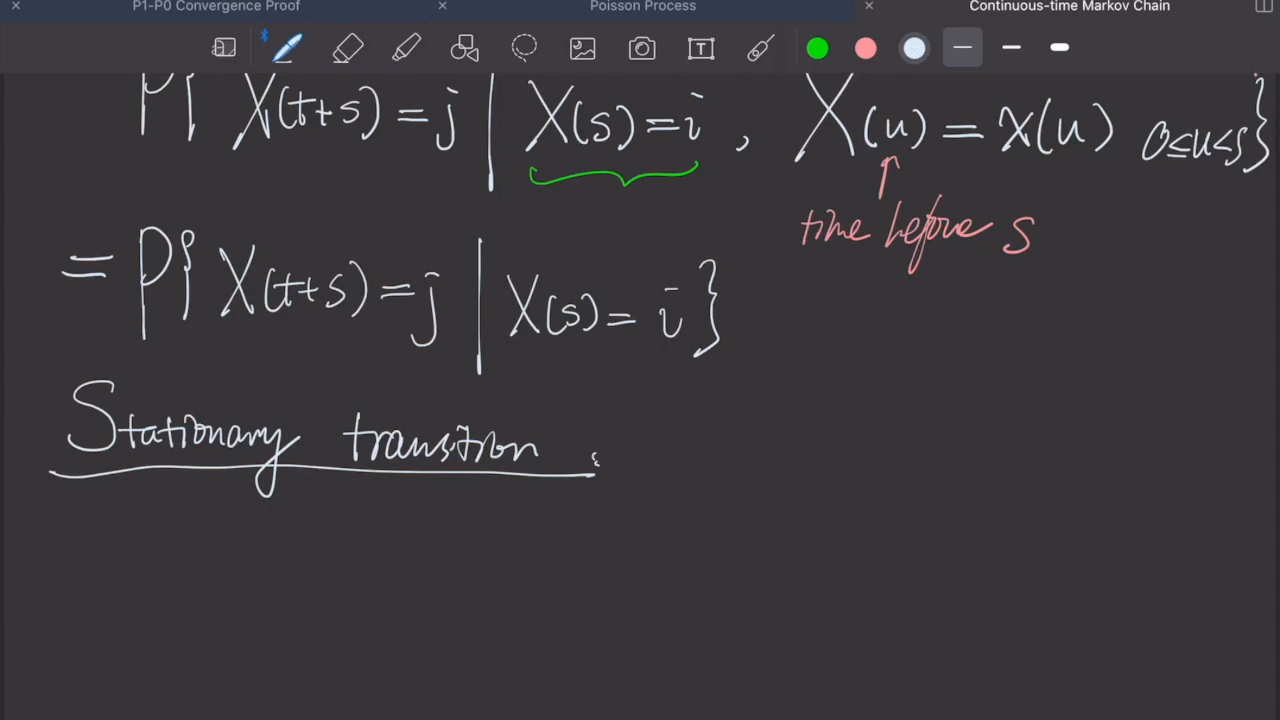 P1-P0 Convergence Proof Poisson Process Continuous-time Markov Chain
P{ X(t+s) = j | X(s) = i , X(u) = x(u) 0≤u<s }
time before s
= P{ X(t+s) = j | X(s) = i }
Stationary transition :